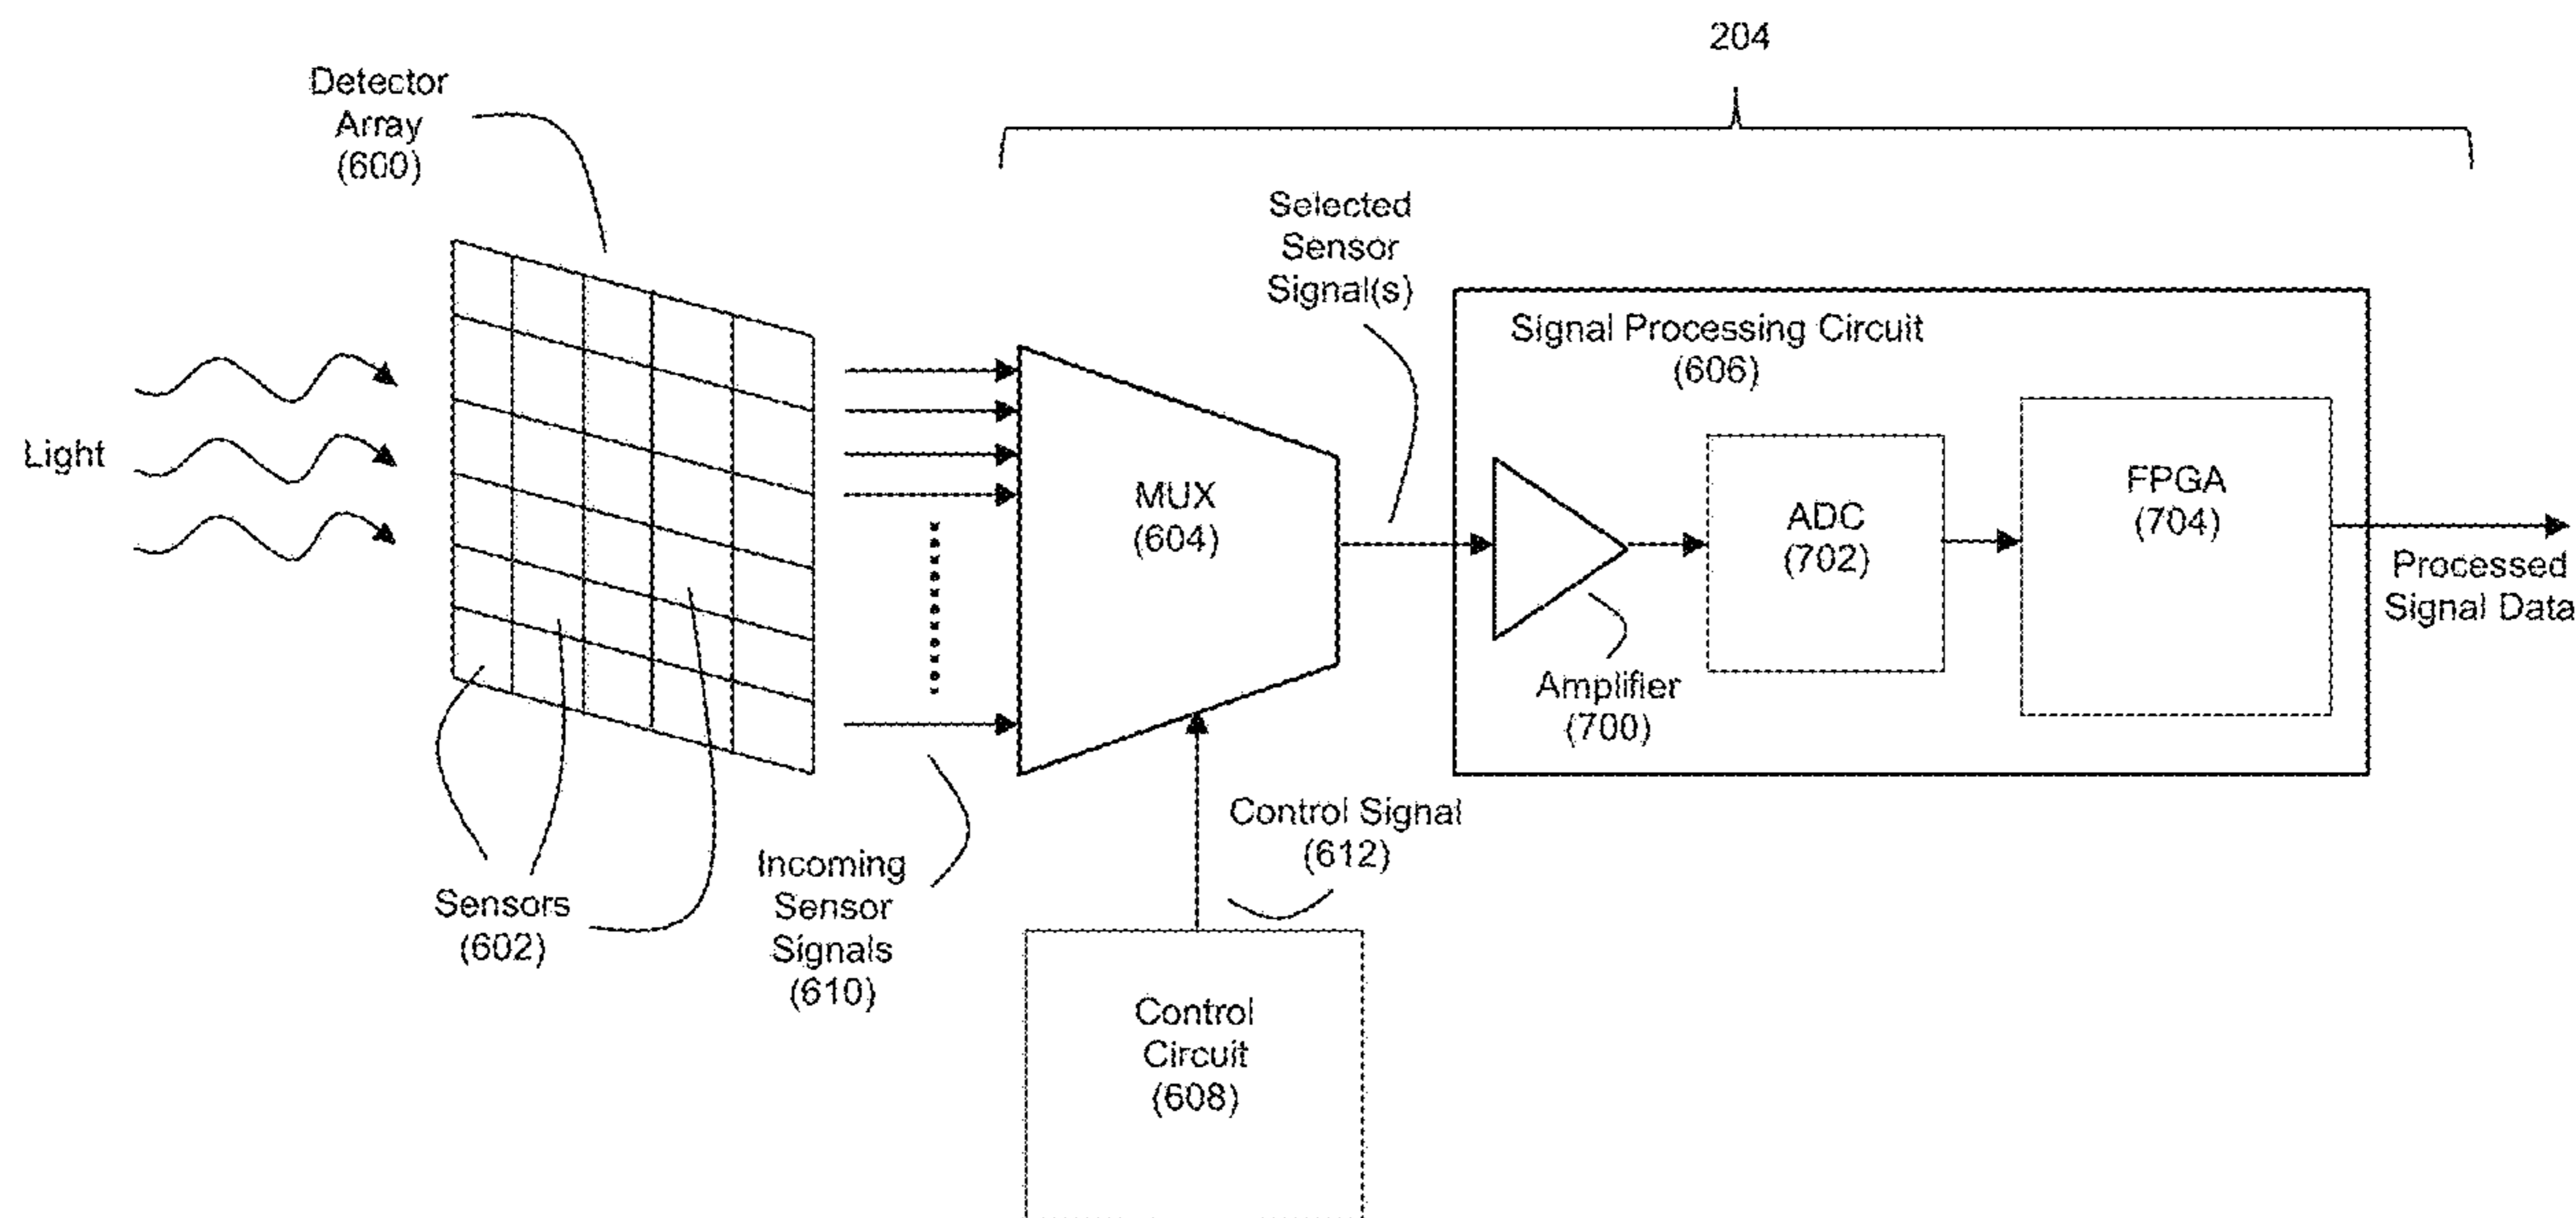 204
Detector
Array
(600)
Selected
Sensor
Signal(s)
Signal Processing Circuit
(606)
Light
MUX
(604)
ADC
(702)
FPGA
(704)
Processed
Signal Data
Amplifier
(700)
Control Signal
(612)
Incoming
Sensor
Signals
(610)
Sensors
(602)
Control
Circuit
(608)